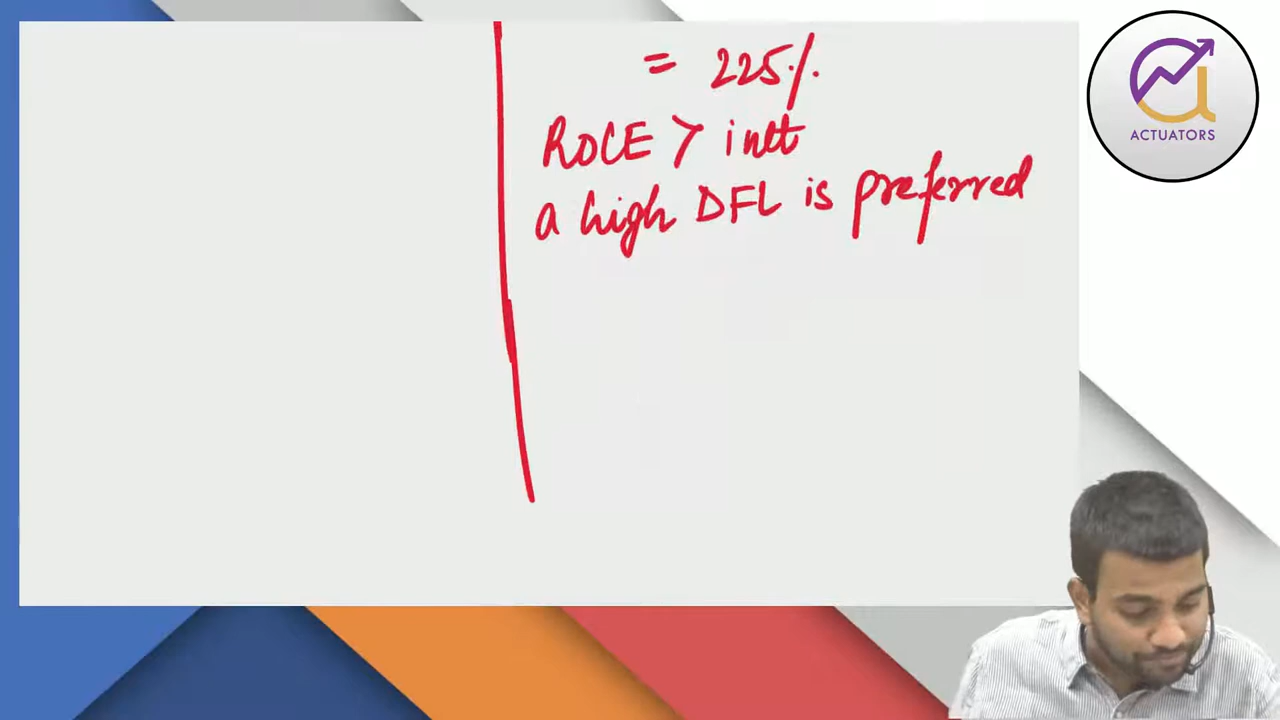 = 225%
ROCE > intt
a high DFL is preferred
ACTUATORS